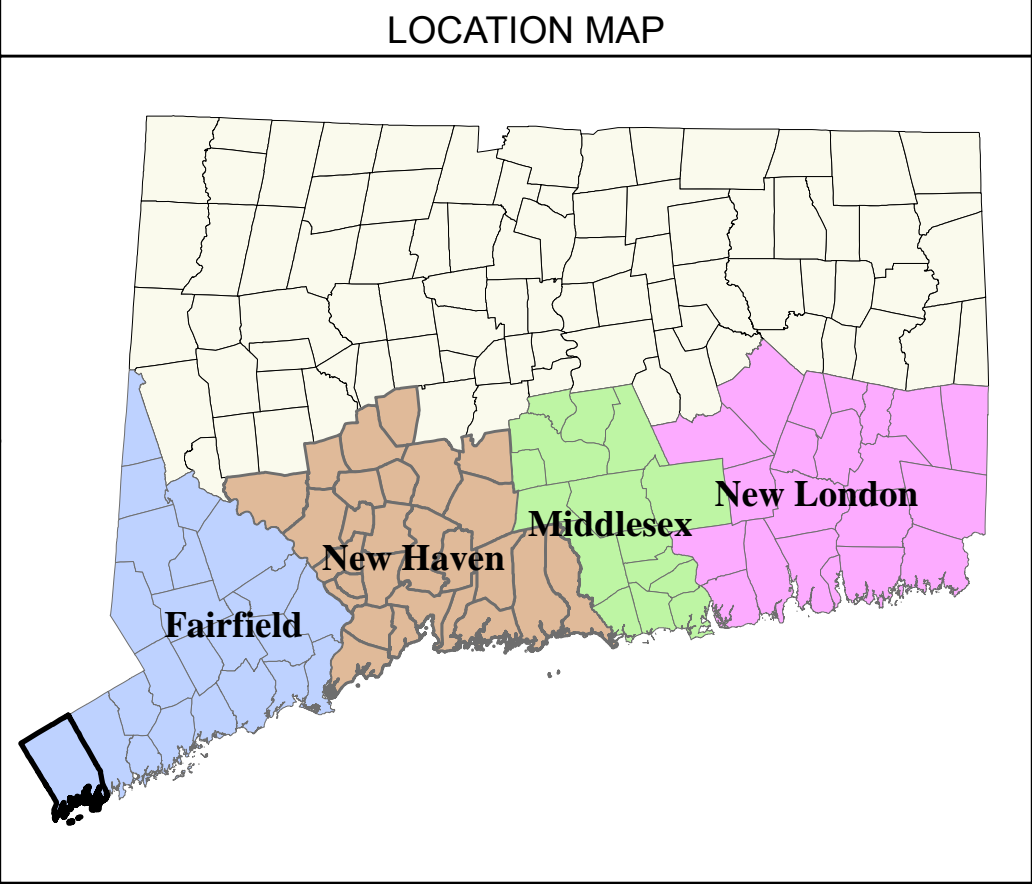 LOCATION MAP
New London
Middlesex
New Haven
Fairfield